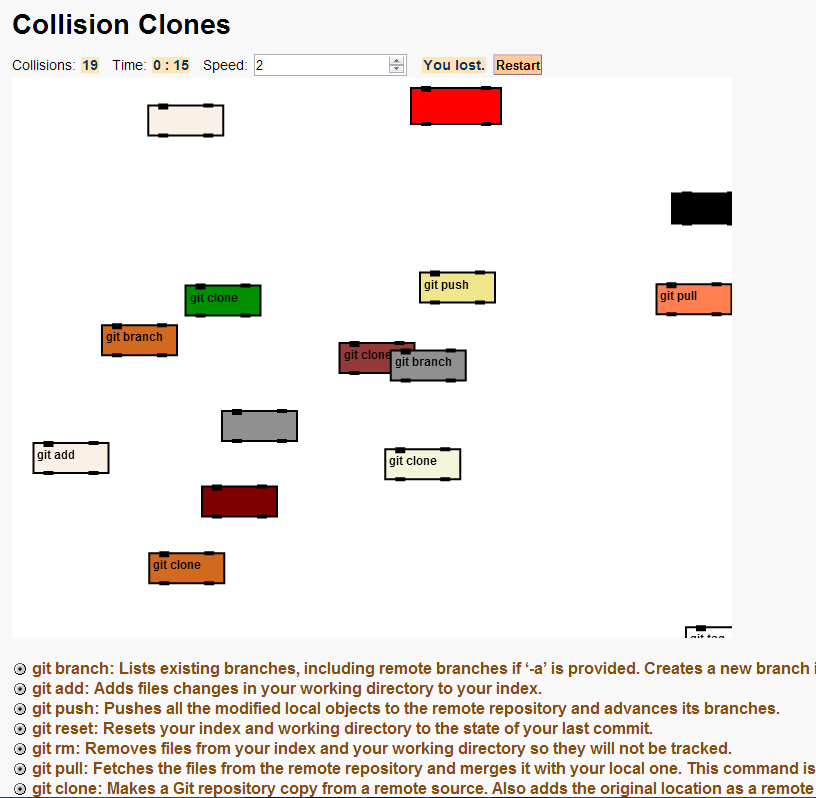 Collision Clones
Collisions: 19 Time: 0 : 15 Speed: 2 You lost. Restart
git push
git clone
git pull
git branch
git clone
git branch
git add
git clone
git clone
git tag
git branch: Lists existing branches, including remote branches if ‘-a’ is provided. Creates a new branch i
git add: Adds files changes in your working directory to your index.
git push: Pushes all the modified local objects to the remote repository and advances its branches.
git reset: Resets your index and working directory to the state of your last commit.
git rm: Removes files from your index and your working directory so they will not be tracked.
git pull: Fetches the files from the remote repository and merges it with your local one. This command is
git clone: Makes a Git repository copy from a remote source. Also adds the original location as a remote